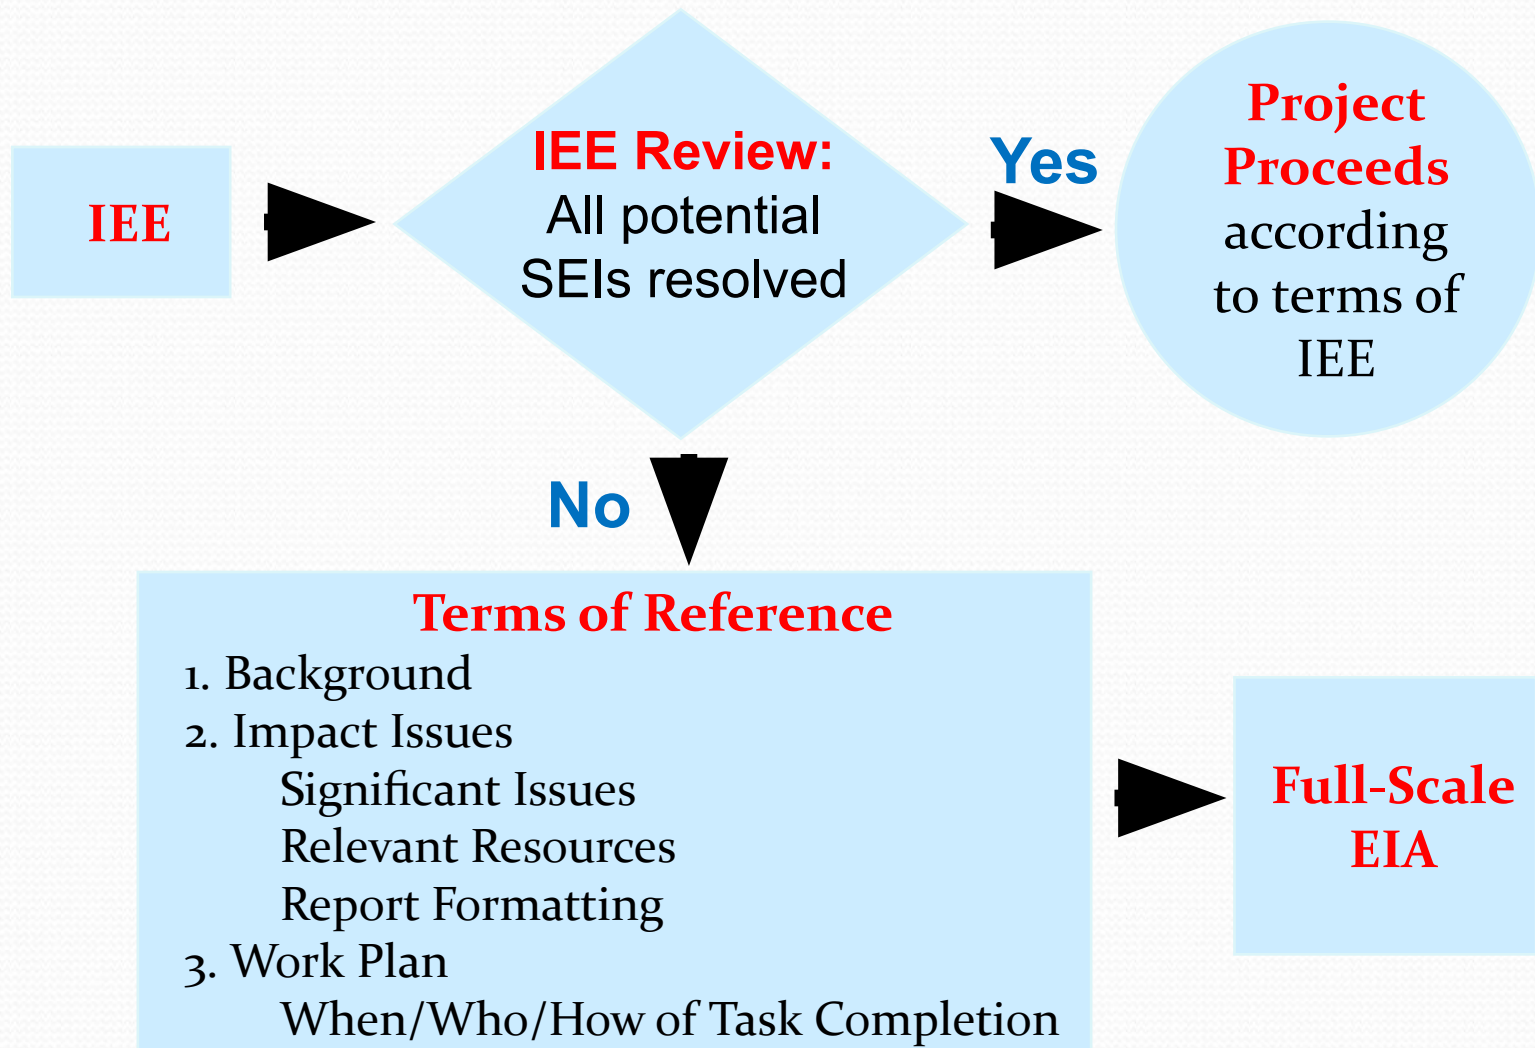 IEE
IEE Review:
All potential
SEIs resolved
Yes
Project
Proceeds
according
to terms of
IEE
No
Terms of Reference
1. Background
2. Impact Issues
Significant Issues
Relevant Resources
Report Formatting
3. Work Plan
When/Who/How of Task Completion
Full-Scale
EIA